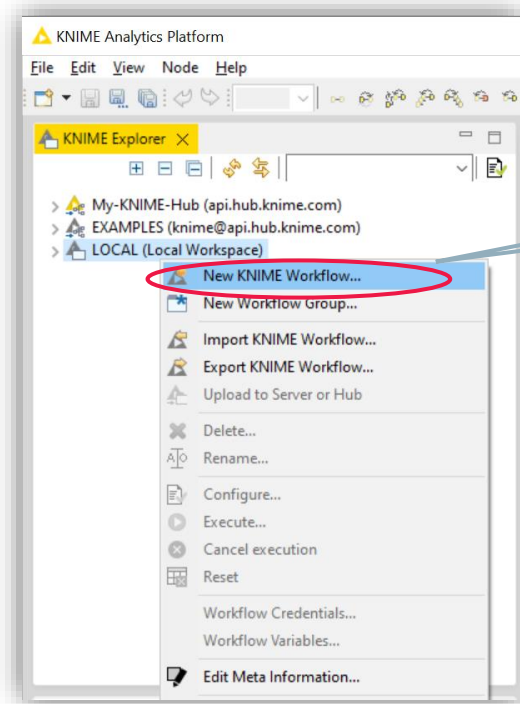 KNIME Analytics Platform
File Edit View Node Help
KNIME Explorer
My-KNIME-Hub (api.hub.knime.com)
EXAMPLES (knime@api.hub.knime.com)
LOCAL (Local Workspace)
New KNIME Workflow...
New Workflow Group...
Import KNIME Workflow...
Export KNIME Workflow...
Upload to Server or Hub
Delete...
Rename...
Configure...
Execute...
Cancel execution
Reset
Workflow Credentials...
Workflow Variables...
Edit Meta Information...